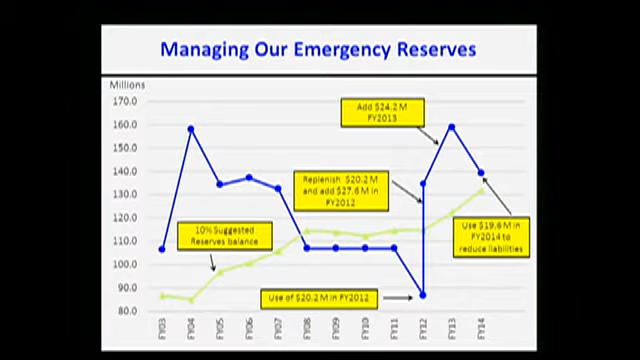 Managing Our Emergency Reserves
Millions
170.0
160.0
150.0
140.0
130.0
120.0
110.0
100.0
90.0
80.0
Add $24.2 M
FY2013
Replenish $20.2 M
and add $27.6 M in
FY2012
10% Suggested
Reserves balance
Use $19.6 M in
FY2014 to
reduce liabilities
Use of $20.2 M in FY2012
FY03
FY04
FY05
FY06
FY07
FY08
FY09
FY10
FY11
FY12
FY13
FY14